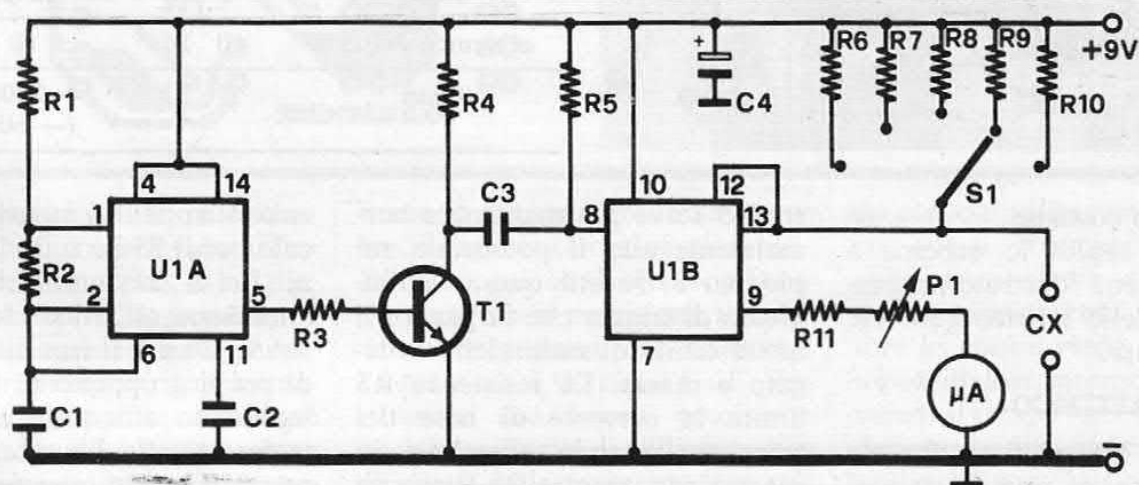 R1
R2
C1
1
2
4
14
U1A
5
6
11
C2
R3
T1
R4
C3
R5
8
10
12
13
U1B
9
7
+
C4
R6
R7
R8
R9
R10
+9V
S1
R11
P1
CX
µA
-